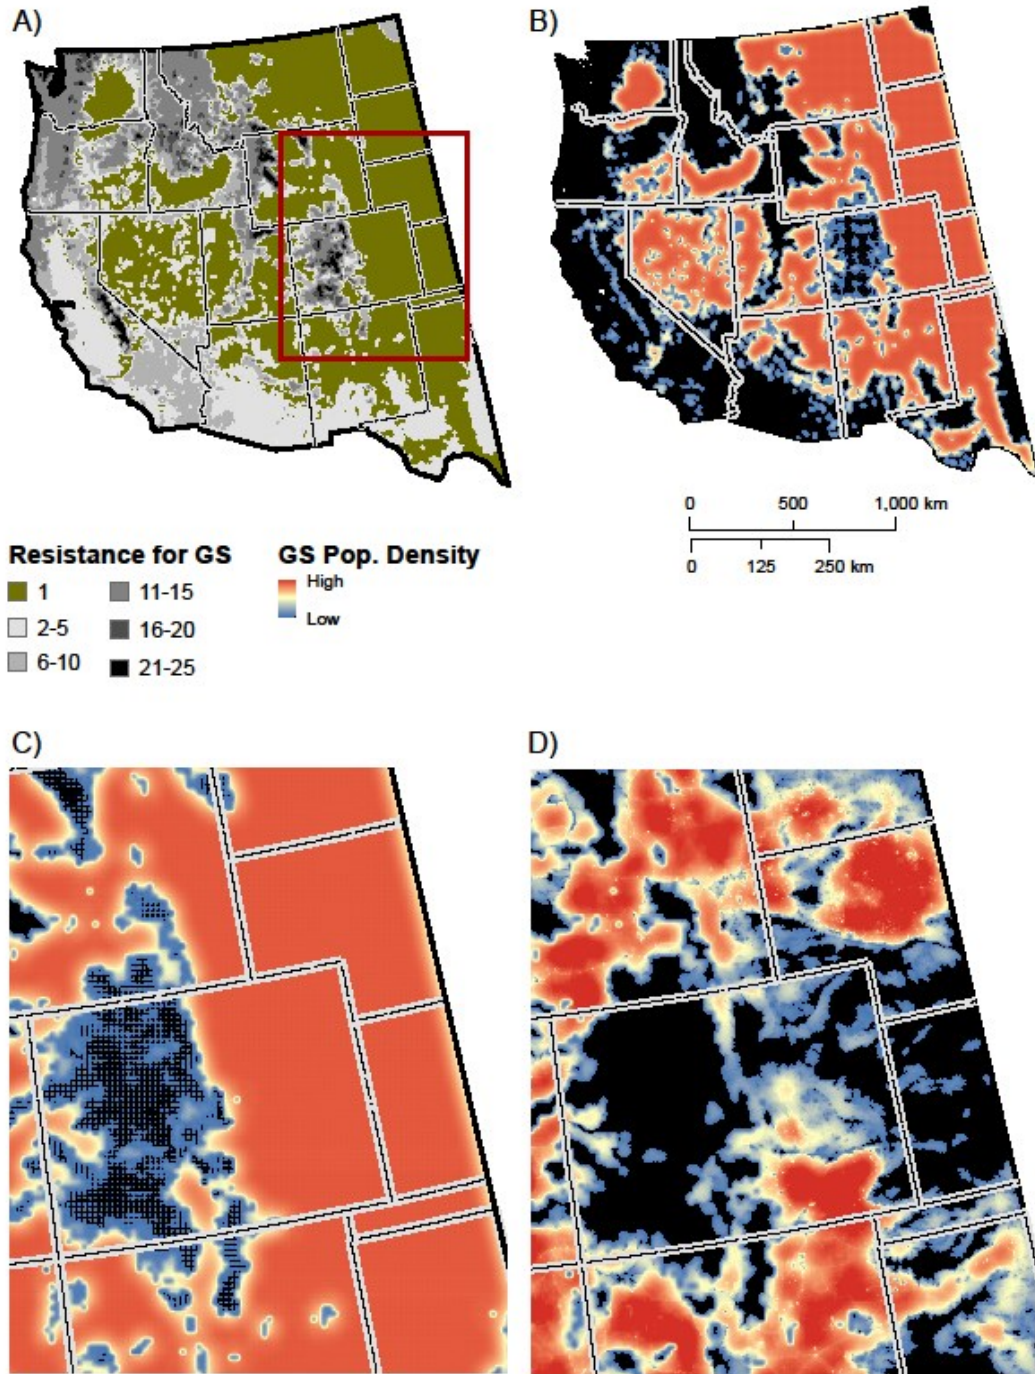 A)
B)
0 500 1,000 km
0 125 250 km
Resistance for GS
1
2-5
6-10
11-15
16-20
21-25
GS Pop. Density
High
Low
C)
D)